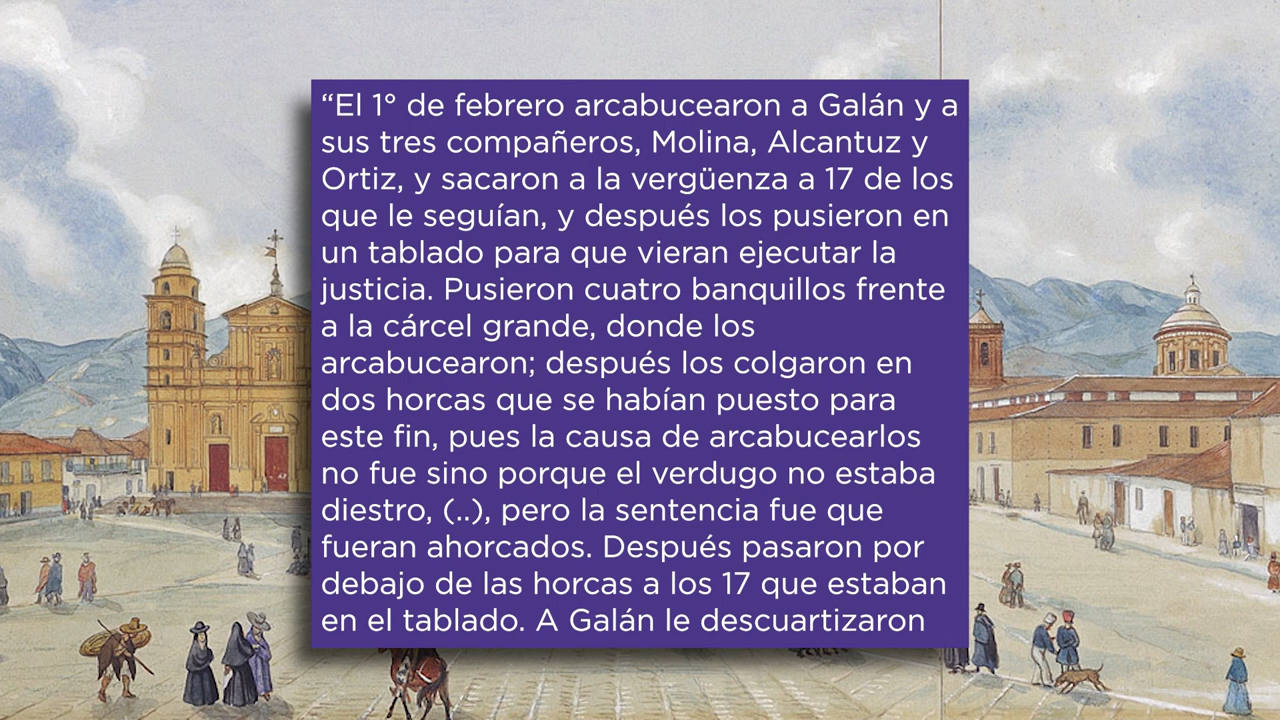 “El 1° de febrero arcabucearon a Galán y a
sus tres compañeros, Molina, Alcantuz y
Ortiz, y sacaron a la vergüenza a 17 de los
que le seguían, y después los pusieron en
un tablado para que vieran ejecutar la
justicia. Pusieron cuatro banquillos frente
a la cárcel grande, donde los
arcabucearon; después los colgaron en
dos horcas que se habían puesto para
este fin, pues la causa de arcabucearlos
no fue sino porque el verdugo no estaba
diestro, (..), pero la sentencia fue que
fueran ahorcados. Después pasaron por
debajo de las horcas a los 17 que estaban
en el tablado. A Galán le descuartizaron